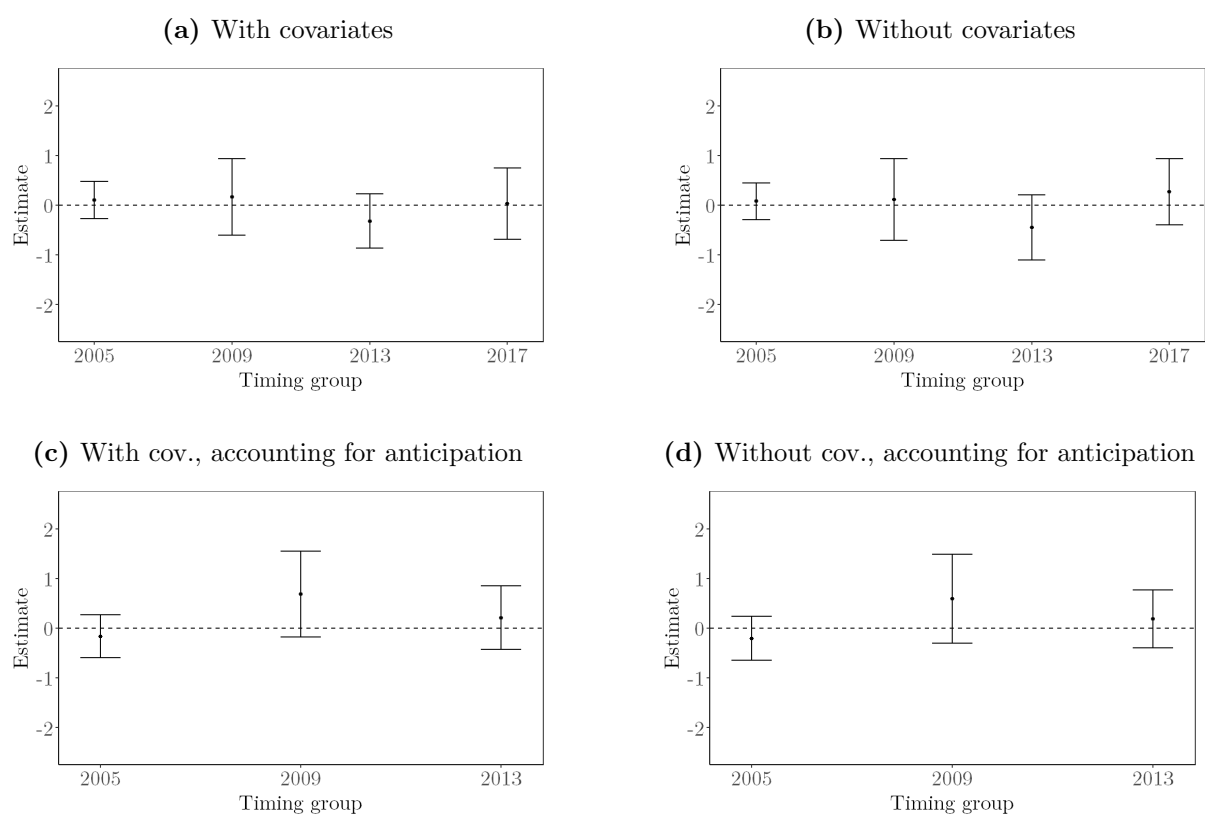 (a) With covariates
2
1
0
-1
-2
Estimate
2005 2009 2013 2017
Timing group
(b) Without covariates
2
1
0
-1
-2
Estimate
2005 2009 2013 2017
Timing group
(c) With cov., accounting for anticipation
2
1
0
-1
-2
Estimate
2005 2009 2013
Timing group
(d) Without cov., accounting for anticipation
2
1
0
-1
-2
Estimate
2005 2009 2013
Timing group